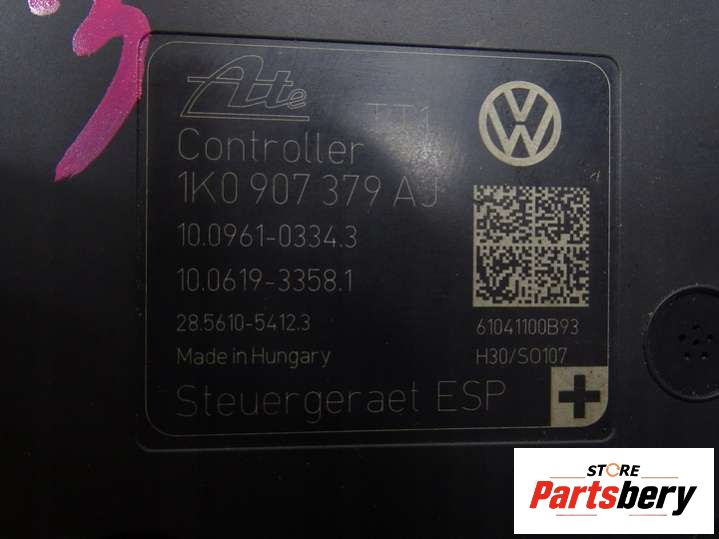 Ate TT1
Controller
1K0 907 379 AJ
10.0961-0334.3
10.0619-3358.1
28.5610-5412.3
61041100B93
Made in Hungary
H30/SO107
Steuergeraet ESP
STORE
Partsbery